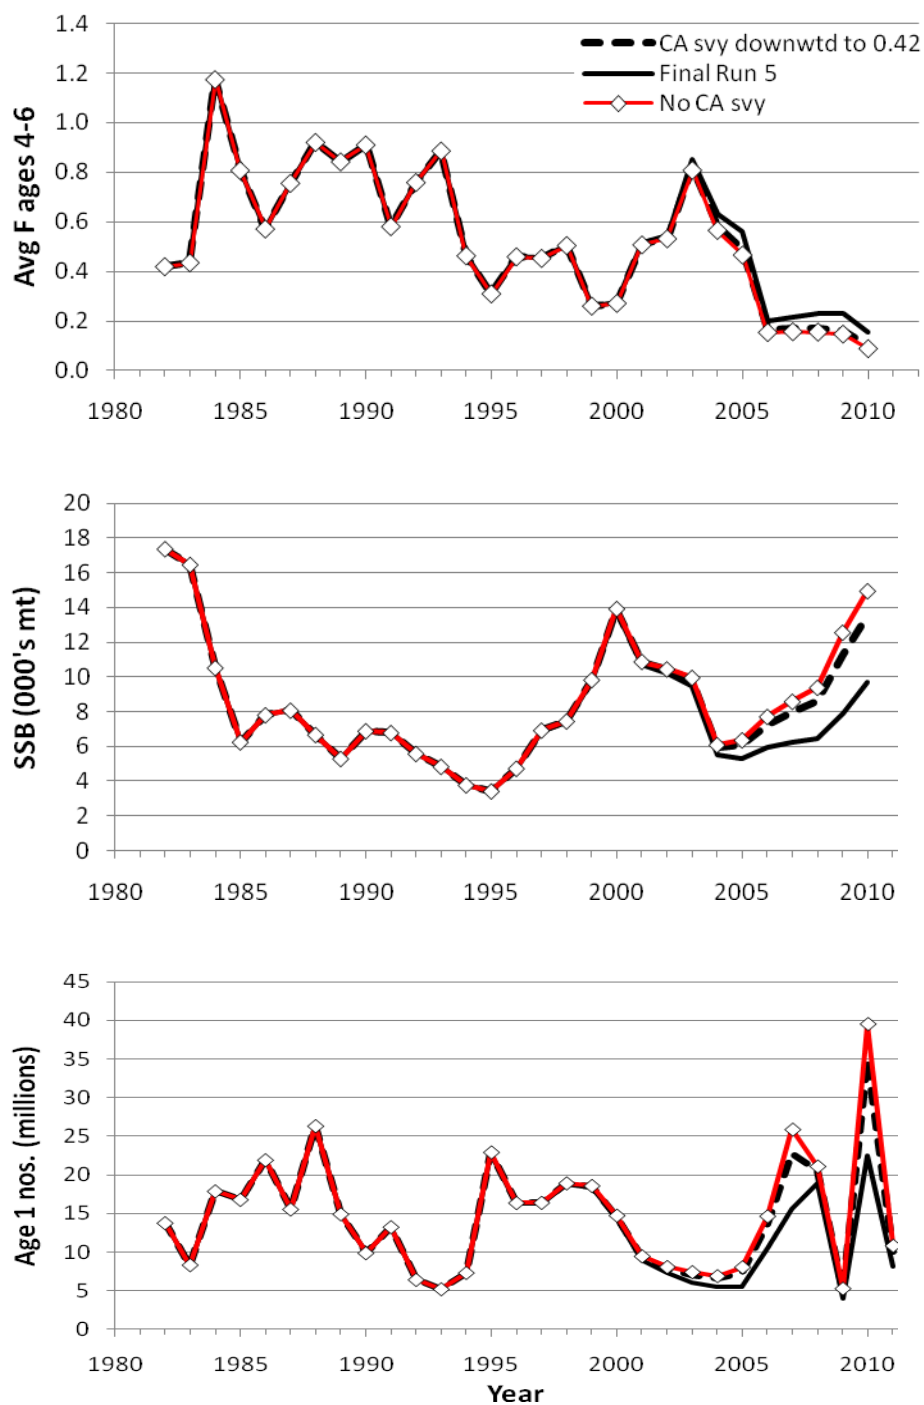 1.4
1.2
1.0
0.8
0.6
0.4
0.2
0.0
Avg F ages 4-6
CA svy downwtd to 0.42
Final Run 5
No CA svy
1980 1985 1990 1995 2000 2005 2010
20
18
16
14
12
10
8
6
4
2
0
SSB (000's mt)
1980 1985 1990 1995 2000 2005 2010
45
40
35
30
25
20
15
10
5
0
Age 1 nos. (millions)
1980 1985 1990 1995 2000 2005 2010
Year